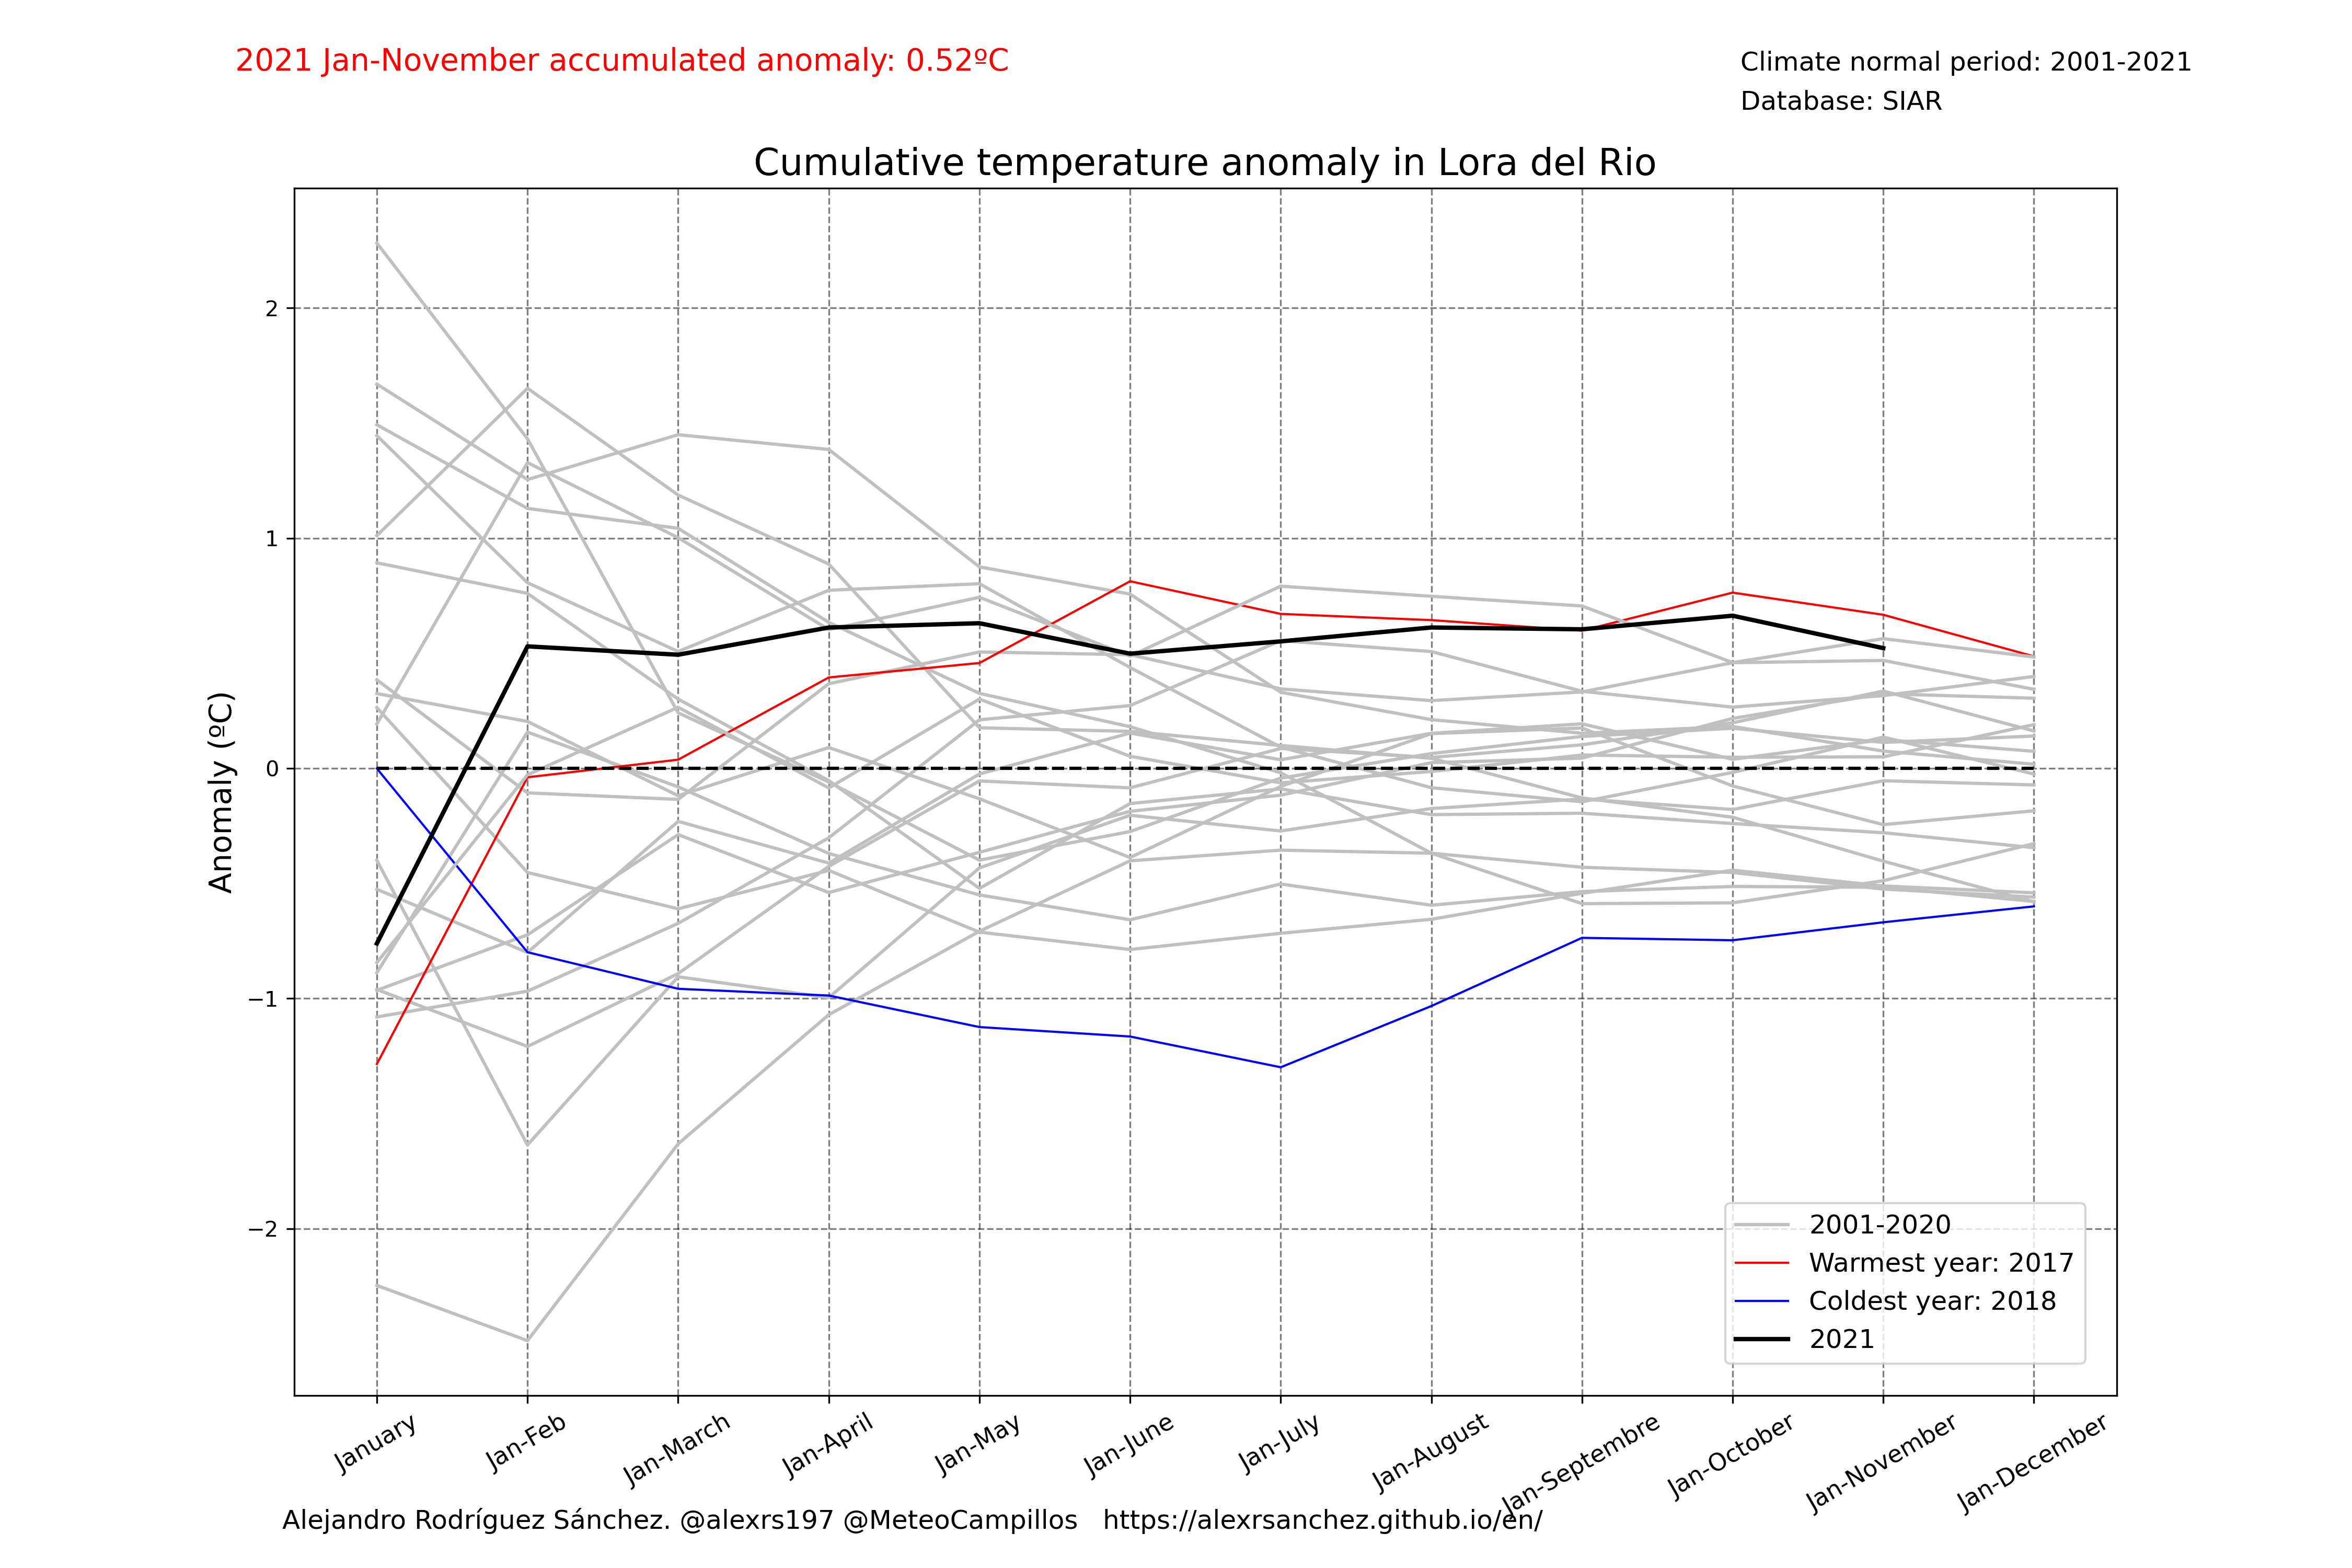 2021 Jan-November accumulated anomaly: 0.52ºC
Climate normal period: 2001-2021
Database: SIAR
Cumulative temperature anomaly in Lora del Rio
Anomaly (ºC)
2
1
0
−1
−2
2001-2020
Warmest year: 2017
Coldest year: 2018
2021
January
Jan-Feb
Jan-March
Jan-April
Jan-May
Jan-June
Jan-July
Jan-August
Jan-Septembre
Jan-October
Jan-November
Jan-December
Alejandro Rodríguez Sánchez. @alexrs197 @MeteoCampillos https://alexrsanchez.github.io/en/